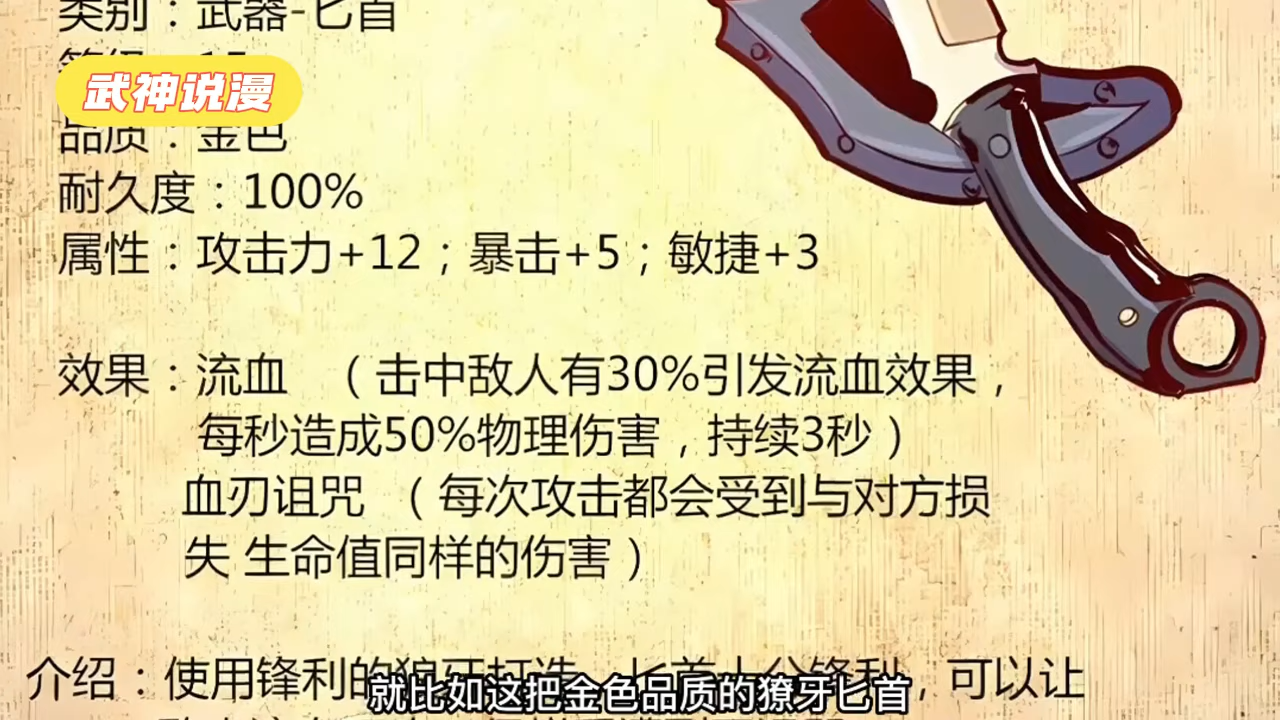 类别：武器-匕首
武神说漫
品质：金色
耐久度：100%
属性：攻击力+12；暴击+5；敏捷+3
效果：流血 （击中敌人有30%引发流血效果，
每秒造成50%物理伤害，持续3秒）
血刃诅咒 （每次攻击都会受到与对方损
失 生命值同样的伤害）
介绍：使用锋利的狼牙打造，匕首十分锋利，可以让
就比如这把金色品质的獠牙匕首